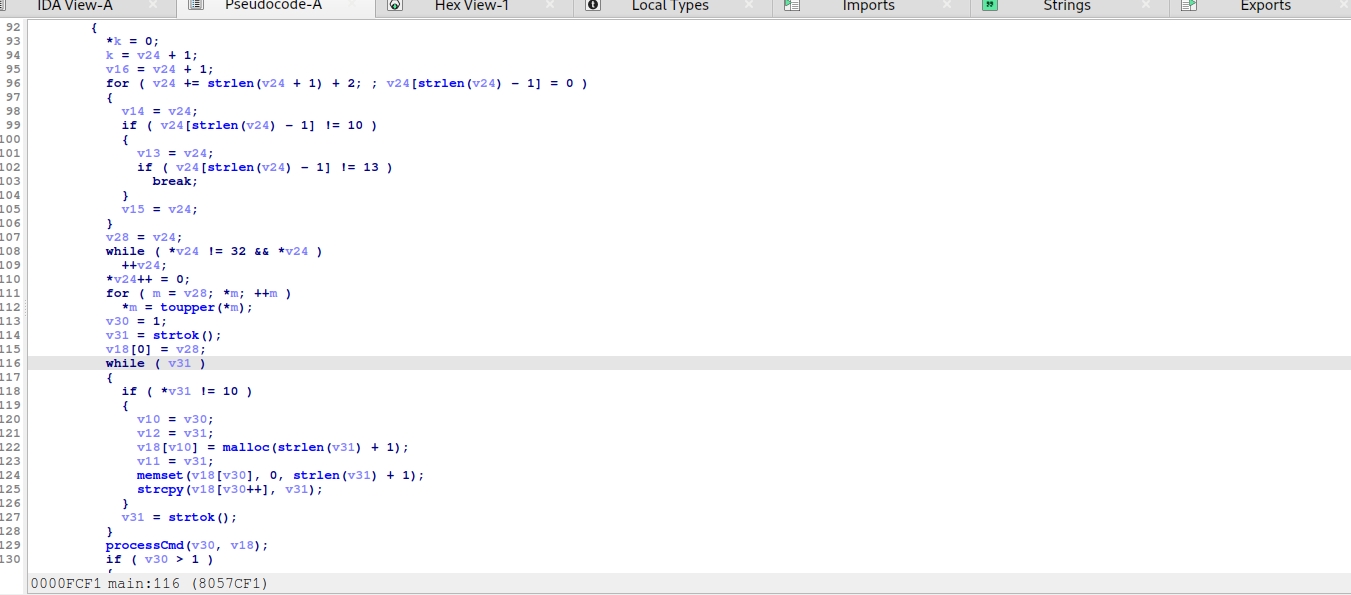 IDA View-A Pseudocode-A Hex View-1 Local Types Imports Strings Exports
92 {
93 *k = 0;
94 k = v24 + 1;
95 v16 = v24 + 1;
96 for ( v24 += strlen(v24 + 1) + 2; ; v24[strlen(v24) - 1] = 0 )
97 {
98 v14 = v24;
99 if ( v24[strlen(v24) - 1] != 10 )
100 {
101 v13 = v24;
102 if ( v24[strlen(v24) - 1] != 13 )
103 break;
104 }
105 v15 = v24;
106 }
107 v28 = v24;
108 while ( *v24 != 32 && *v24 )
109 ++v24;
110 *v24++ = 0;
111 for ( m = v28; *m; ++m )
112 *m = toupper(*m);
113 v30 = 1;
114 v31 = strtok();
115 v18[0] = v28;
116 while ( v31 )
117 {
118 if ( *v31 != 10 )
119 {
120 v10 = v30;
121 v12 = v31;
122 v18[v10] = malloc(strlen(v31) + 1);
123 v11 = v31;
124 memset(v18[v30], 0, strlen(v31) + 1);
125 strcpy(v18[v30++], v31);
126 }
127 v31 = strtok();
128 }
129 processCmd(v30, v18);
130 if ( v30 > 1 )
0000FCF1 main:116 (8057CF1)